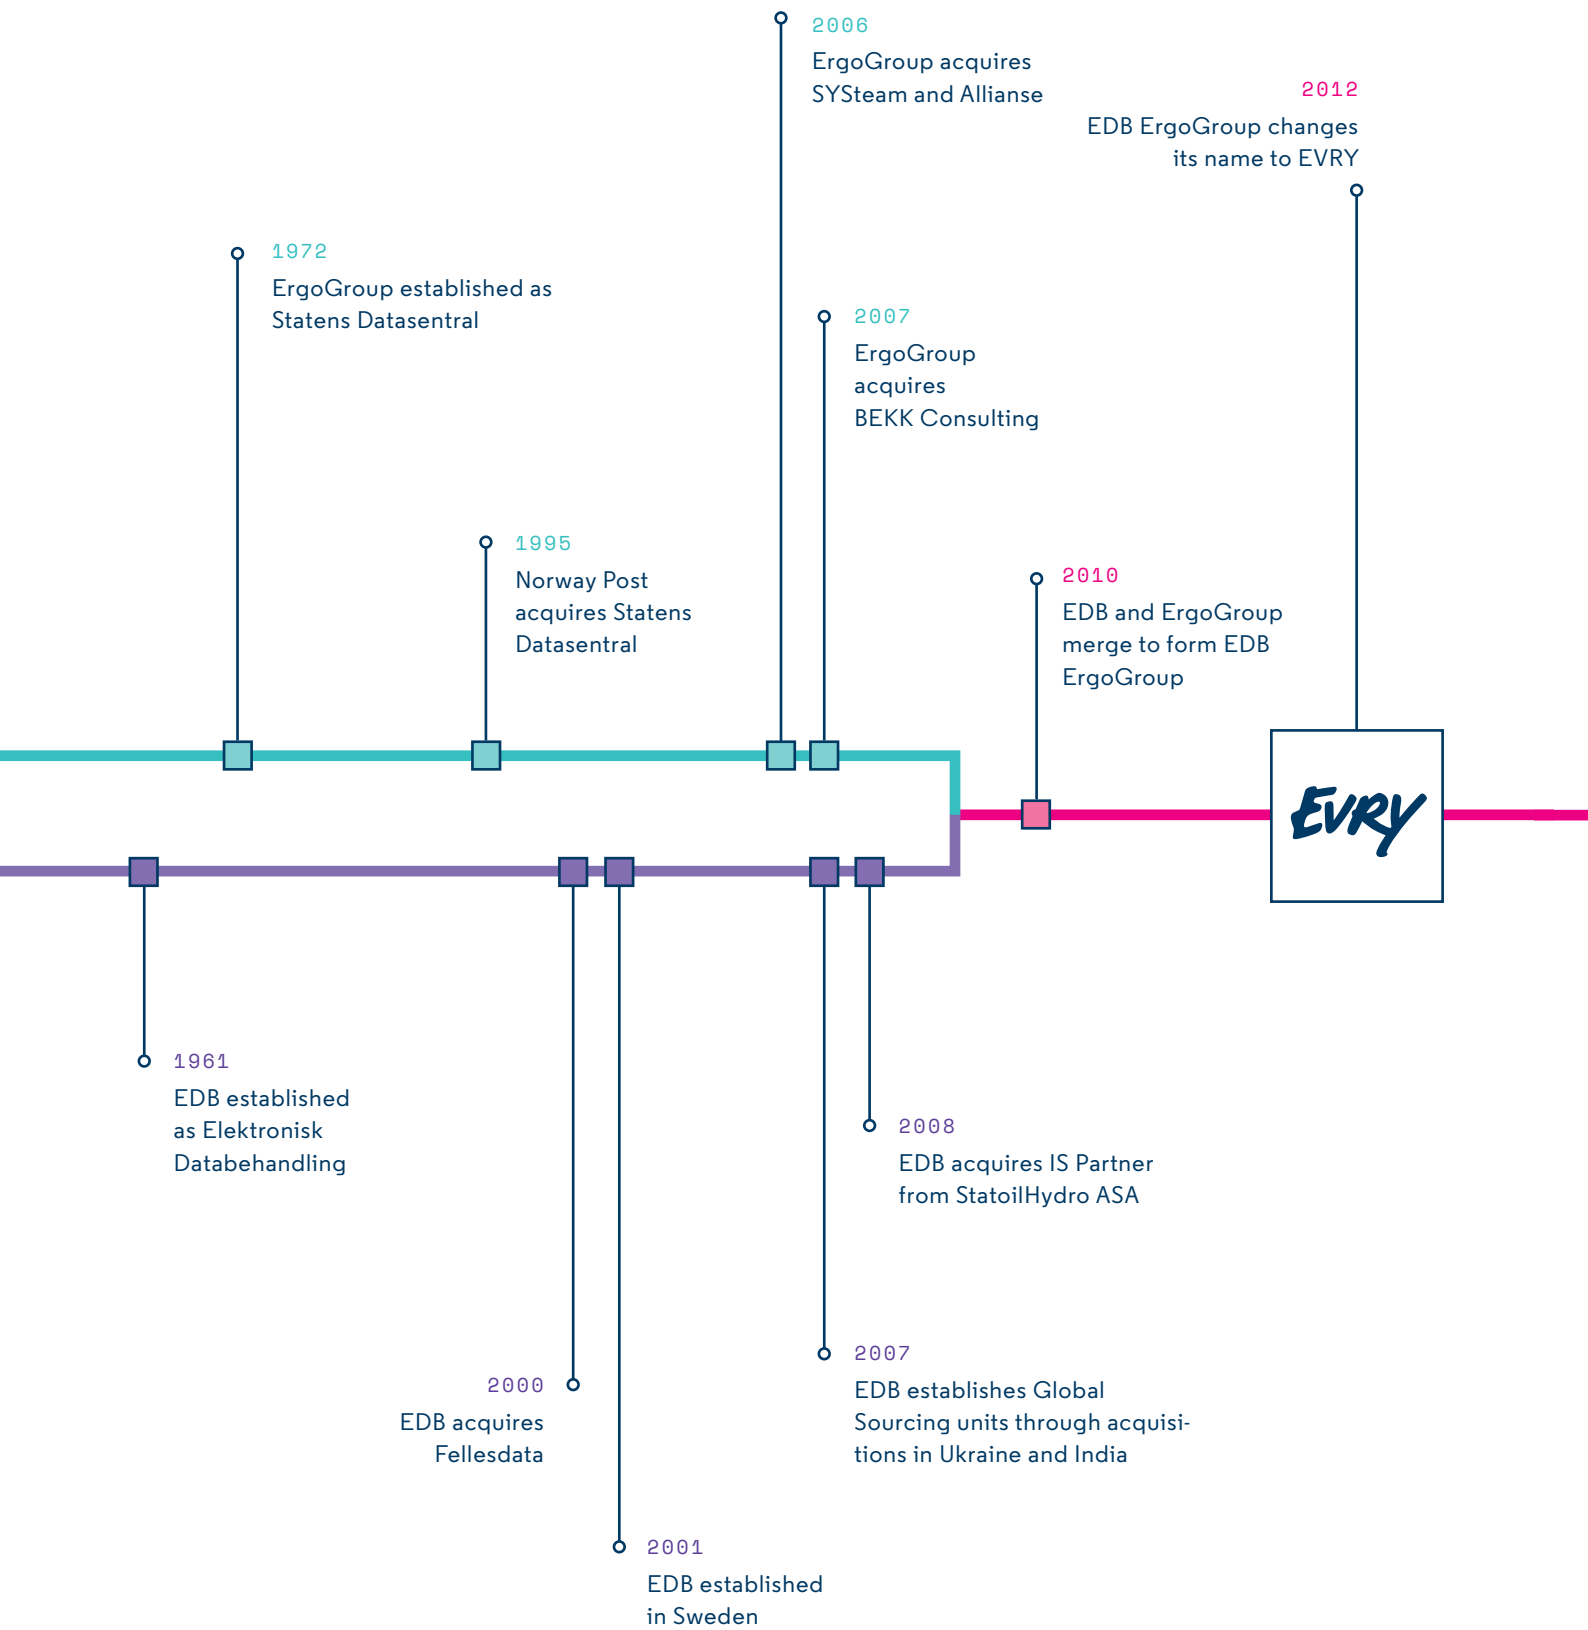 2006
ErgoGroup acquires
SYSteam and Allianse
2012
EDB ErgoGroup changes
its name to EVRY
1972
ErgoGroup established as
Statens Datasentral
2007
ErgoGroup
acquires
BEKK Consulting
1995
Norway Post
acquires Statens
Datasentral
2010
EDB and ErgoGroup
merge to form EDB
ErgoGroup
EVRY
1961
EDB established
as Elektronisk
Databehandling
2008
EDB acquires IS Partner
from StatoilHydro ASA
2007
EDB establishes Global
Sourcing units through acquisi-
tions in Ukraine and India
2000
EDB acquires
Fellesdata
2001
EDB established
in Sweden